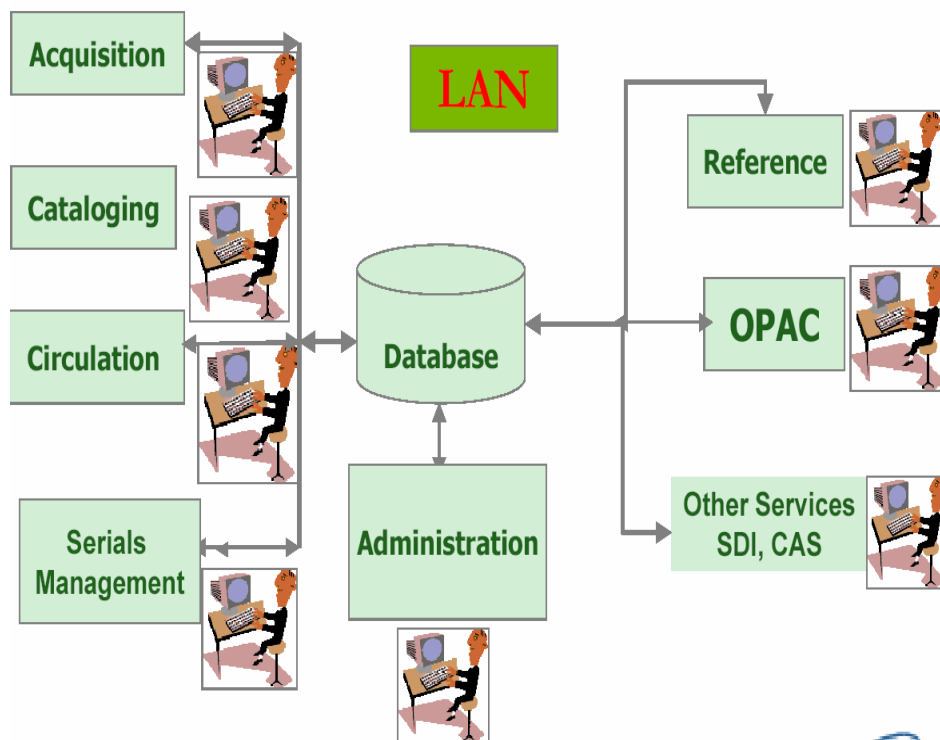 Acquisition
LAN
Reference
Cataloging
OPAC
Circulation
Database
Other Services
SDI, CAS
Serials
Management
Administration